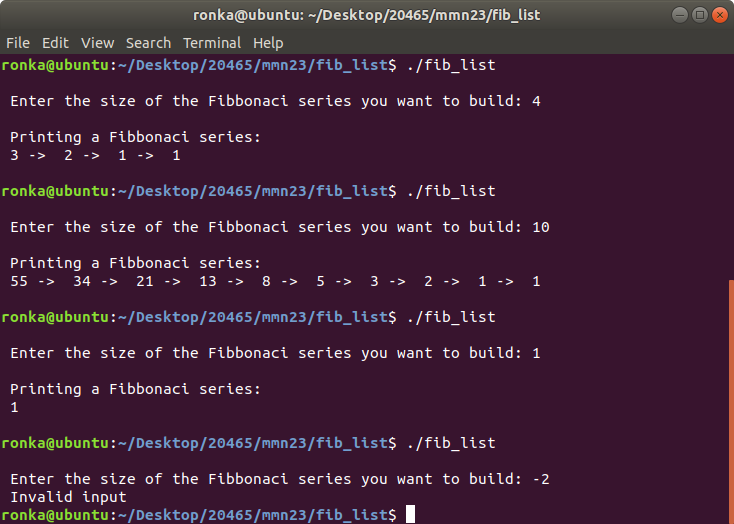 ronka@ubuntu: ~/Desktop/20465/mmn23/fib_list
File Edit View Search Terminal Help
ronka@ubuntu:~/Desktop/20465/mmn23/fib_list$ ./fib_list
Enter the size of the Fibbonaci series you want to build: 4
Printing a Fibbonaci series:
3 ->  2 ->  1 ->  1
ronka@ubuntu:~/Desktop/20465/mmn23/fib_list$ ./fib_list
Enter the size of the Fibbonaci series you want to build: 10
Printing a Fibbonaci series:
55 ->  34 ->  21 ->  13 ->  8 ->  5 ->  3 ->  2 ->  1 ->  1
ronka@ubuntu:~/Desktop/20465/mmn23/fib_list$ ./fib_list
Enter the size of the Fibbonaci series you want to build: 1
Printing a Fibbonaci series:
1
ronka@ubuntu:~/Desktop/20465/mmn23/fib_list$ ./fib_list
Enter the size of the Fibbonaci series you want to build: -2
Invalid input
ronka@ubuntu:~/Desktop/20465/mmn23/fib_list$